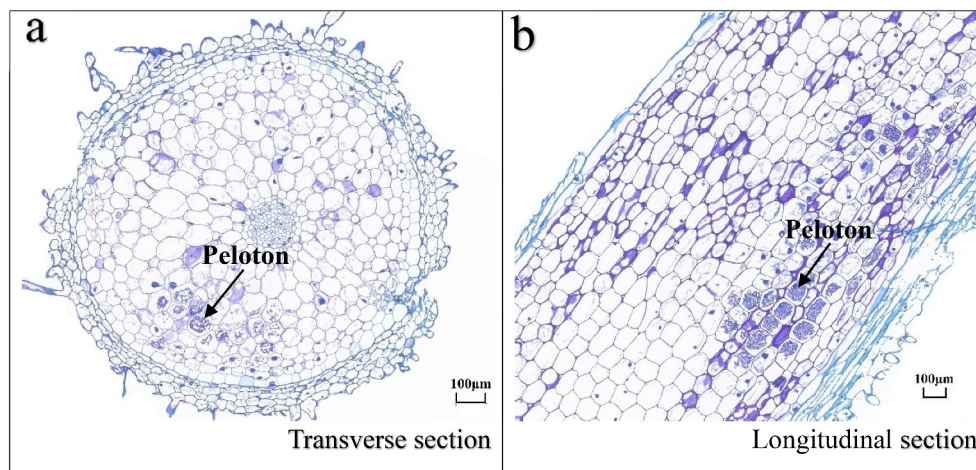 a
Peloton
100μm
Transverse section
b
Peloton
100μm
Longitudinal section